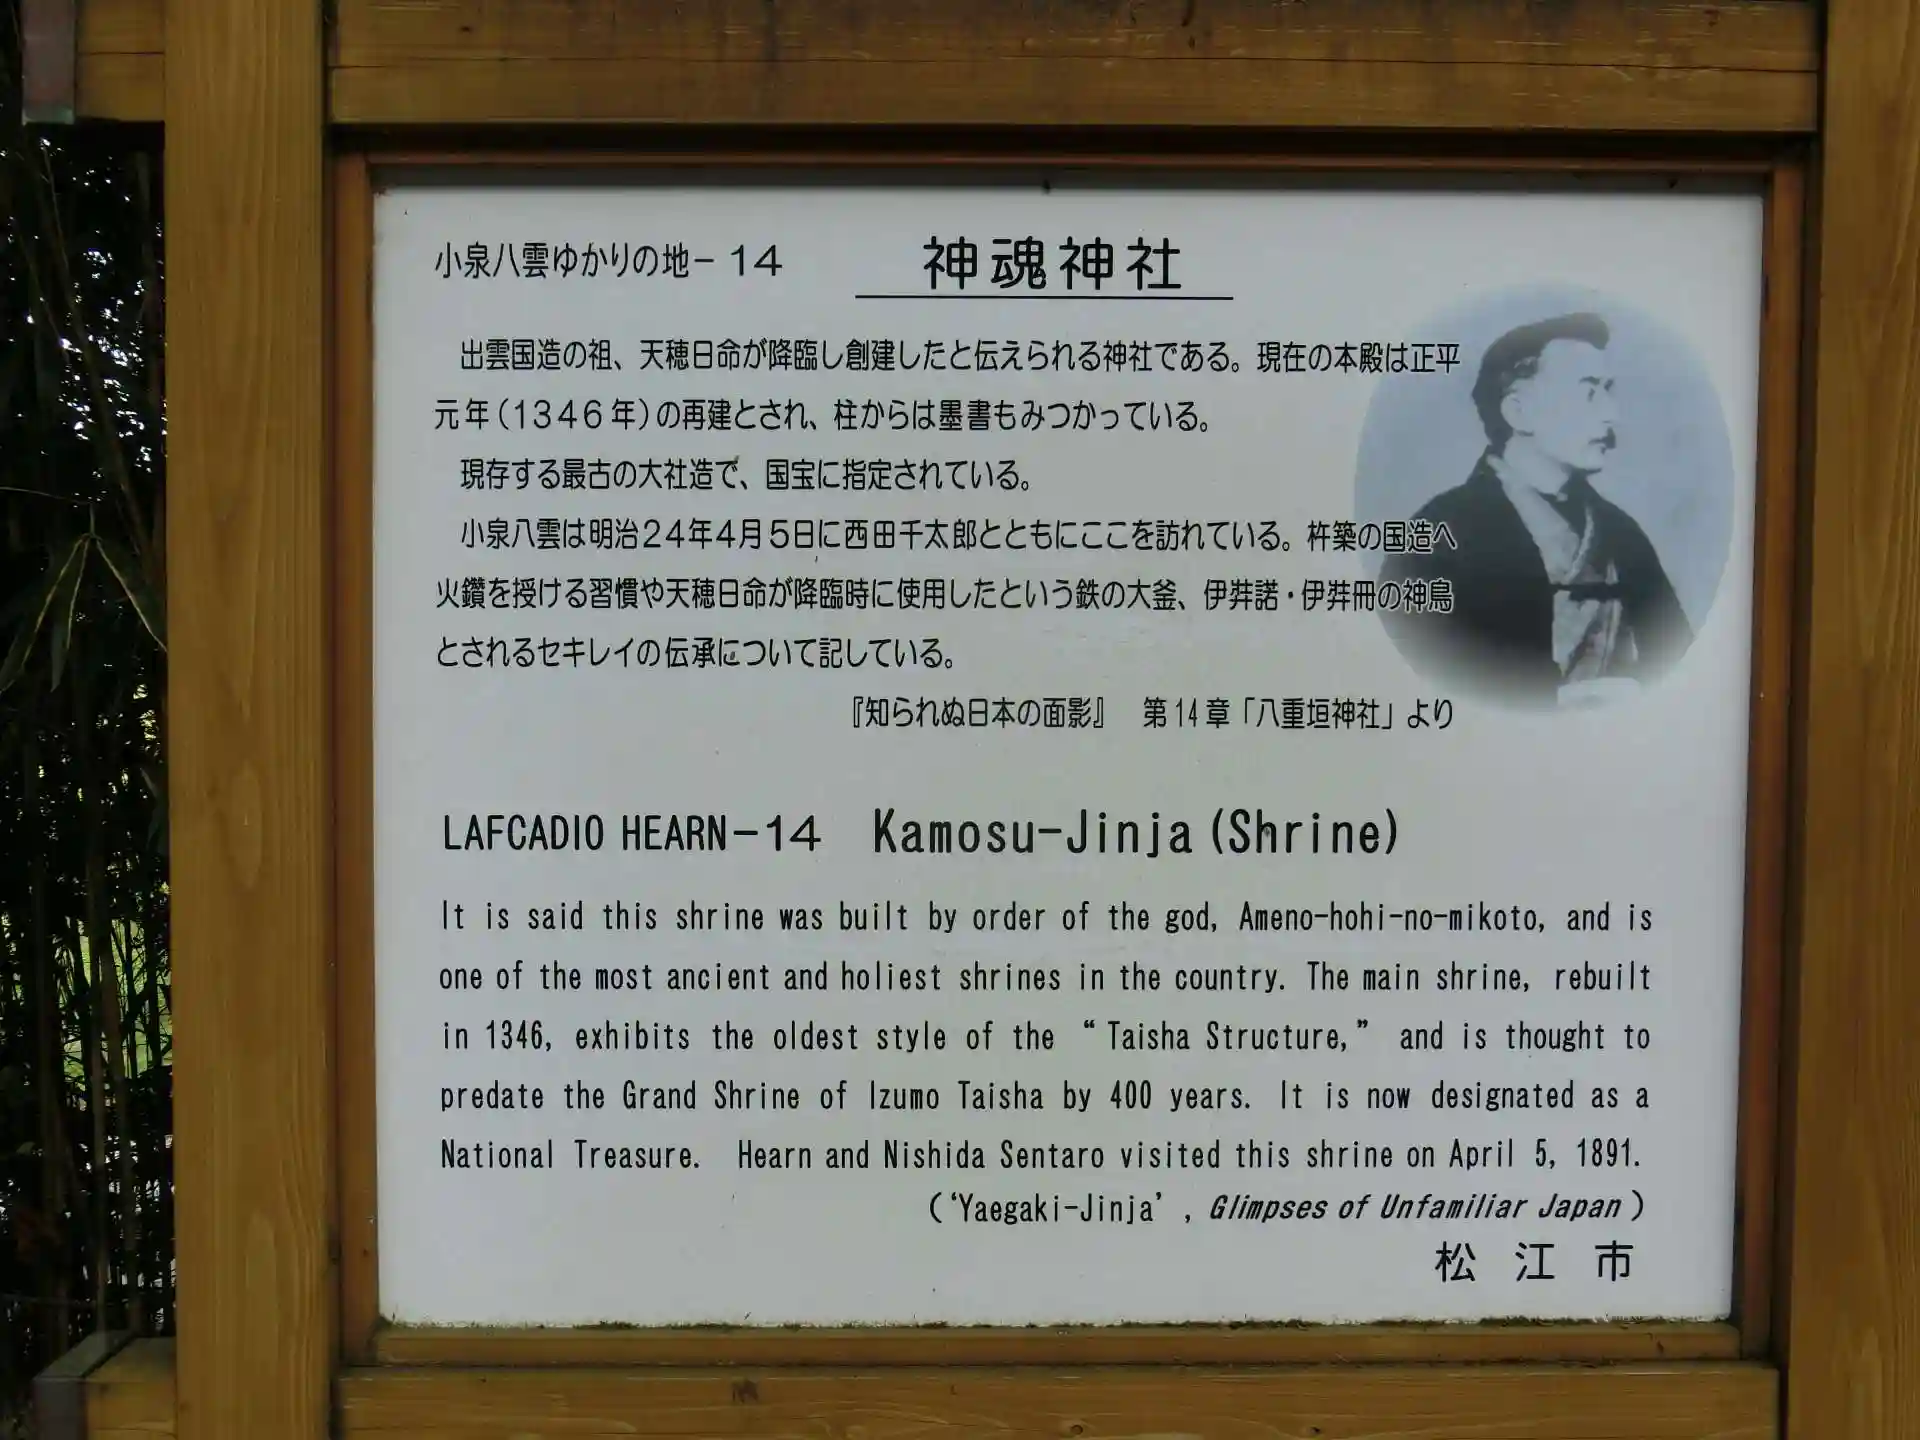 小泉八雲ゆかりの地－１４　神魂神社
出雲国造の祖、天穂日命が降臨し創建したと伝えられる神社である。現在の本殿は正平
元年（１３４６年）の再建とされ、柱からは墨書もみつかっている。
現存する最古の大社造で、国宝に指定されている。
小泉八雲は明治２４年４月５日に西田千太郎とともにここを訪れている。杵築の国造へ
火鑽を授ける習慣や天穂日命が降臨時に使用したという鉄の大釜、伊弉諾・伊弉冊の神鳥
とされるセキレイの伝承について記している。
『知られぬ日本の面影』　第14章「八重垣神社」より
LAFCADIO HEARN－１４　Kamosu-Jinja (Shrine)
It is said this shrine was built by order of the god, Ameno-hohi-no-mikoto, and is
one of the most ancient and holiest shrines in the country. The main shrine, rebuilt
in 1346, exhibits the oldest style of the “Taisha Structure,” and is thought to
predate the Grand Shrine of Izumo Taisha by 400 years. It is now designated as a
National Treasure. Hearn and Nishida Sentaro visited this shrine on April 5, 1891.
(‘Yaegaki-Jinja’, Glimpses of Unfamiliar Japan)
松江市